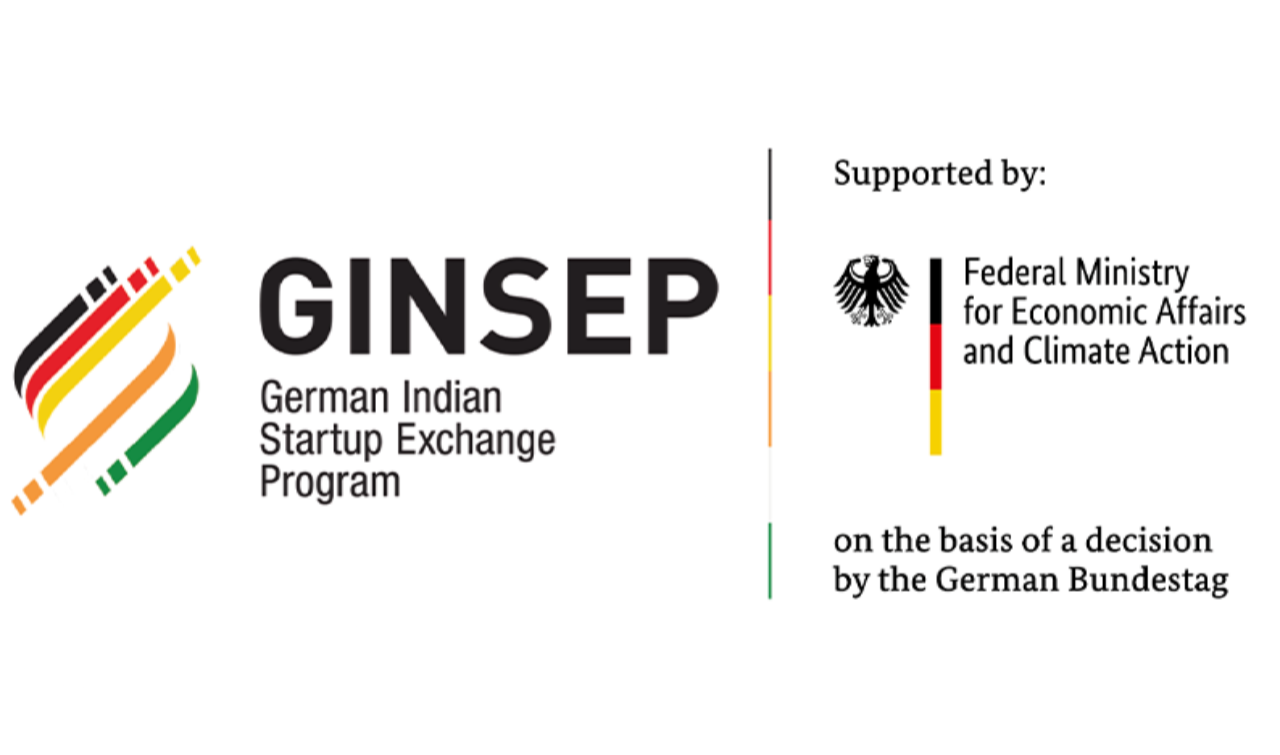 GINSEP
German Indian
Startup Exchange
Program
Supported by:
Federal Ministry
for Economic Affairs
and Climate Action
on the basis of a decision
by the German Bundestag